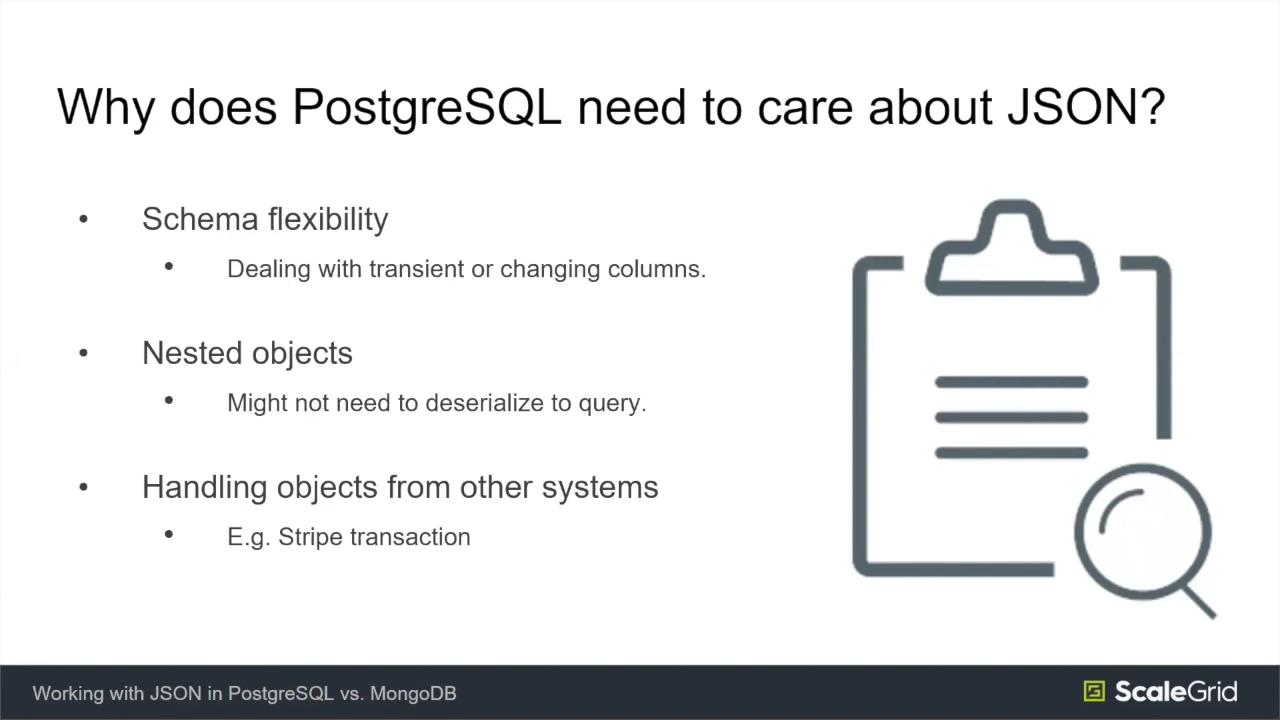 Why does PostgreSQL need to care about JSON?
• Schema flexibility
• Dealing with transient or changing columns.
• Nested objects
• Might not need to deserialize to query.
• Handling objects from other systems
• E.g. Stripe transaction
Working with JSON in PostgreSQL vs. MongoDB
ScaleGrid